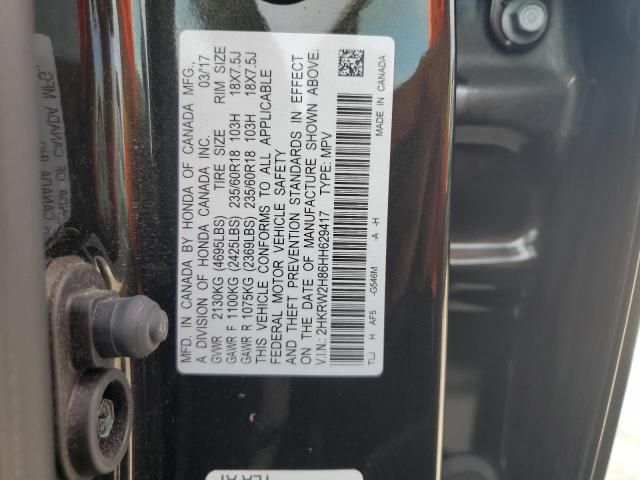 MFD. IN CANADA BY HONDA OF CANADA MFG.,
A DIVISION OF HONDA CANADA INC. 03/17
TIRE SIZE RIM SIZE
GVWR 2130KG (4695LBS)
GAWR F 1100KG (2425LBS) 235/60R18 103H 18X7.5J
GAWR R 1075KG (2369LBS) 235/60R18 103H 18X7.5J
THIS VEHICLE CONFORMS TO ALL APPLICABLE
FEDERAL MOTOR VEHICLE SAFETY
AND THEFT PREVENTION STANDARDS IN EFFECT
ON THE DATE OF MANUFACTURE SHOWN ABOVE.
V.I.N.: 2HKRW2H86HH629417 TYPE: MPV
TLJ H AF5 -G546M -A -H MADE IN CANADA